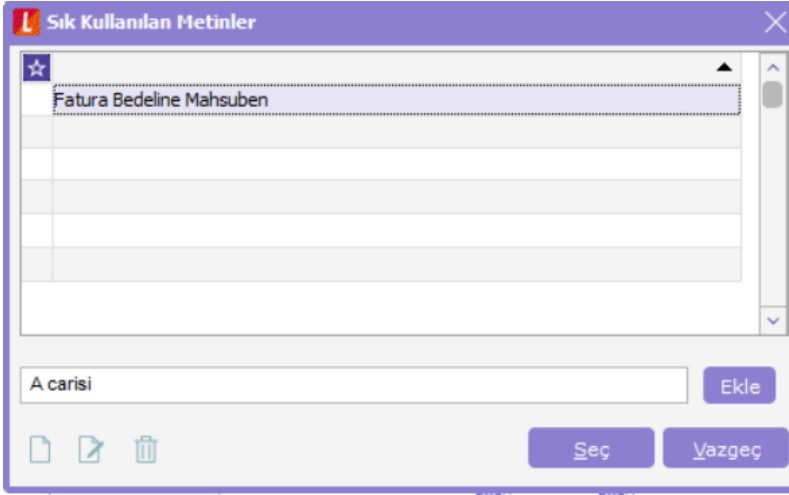 Sık Kullanılan Metinler
Fatura Bedeline Mahsuben
A carisi
Ekle
Seç
Vazgeç